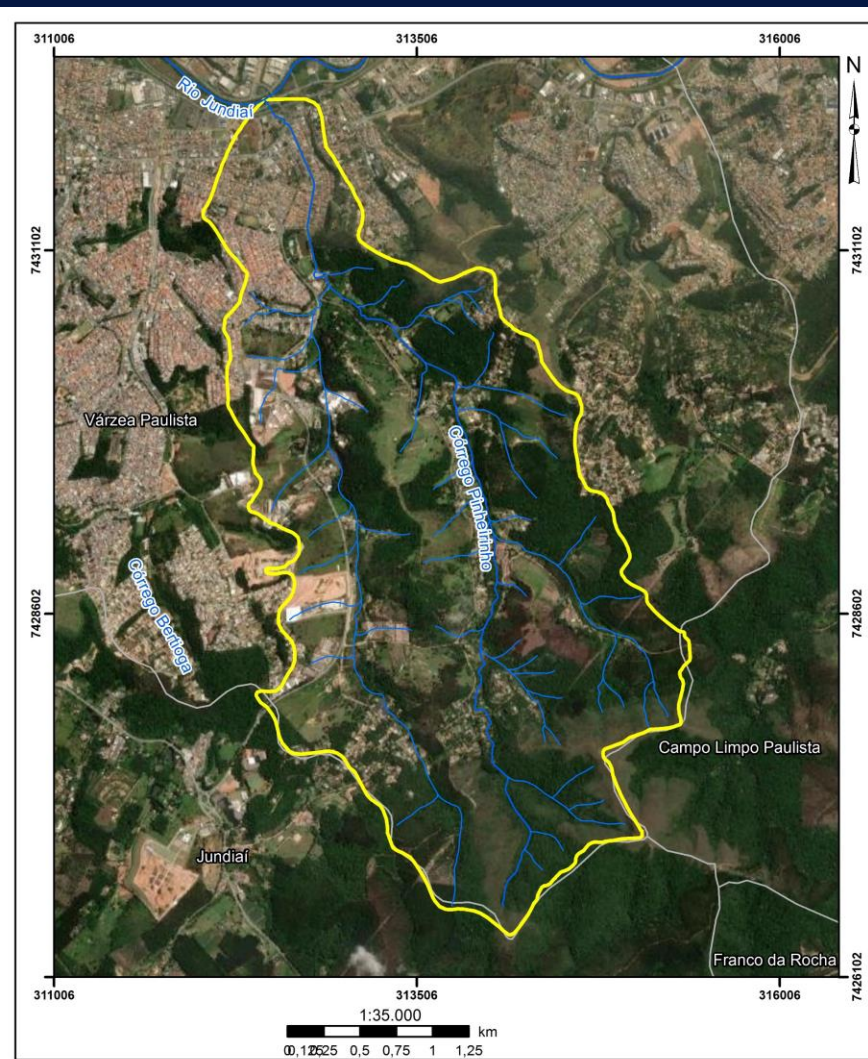 311006 313506 316006
N
Rio Jundiaí
7431102 7431102
Várzea Paulista
Córrego Pinheirinho
Córrego Bertioga
7428602 7428602
Campo Limpo Paulista
Jundiaí
Franco da Rocha
7426102 7426102
311006 313506 316006
1:35.000
km
0 0,125 0,25 0,5 0,75 1 1,25